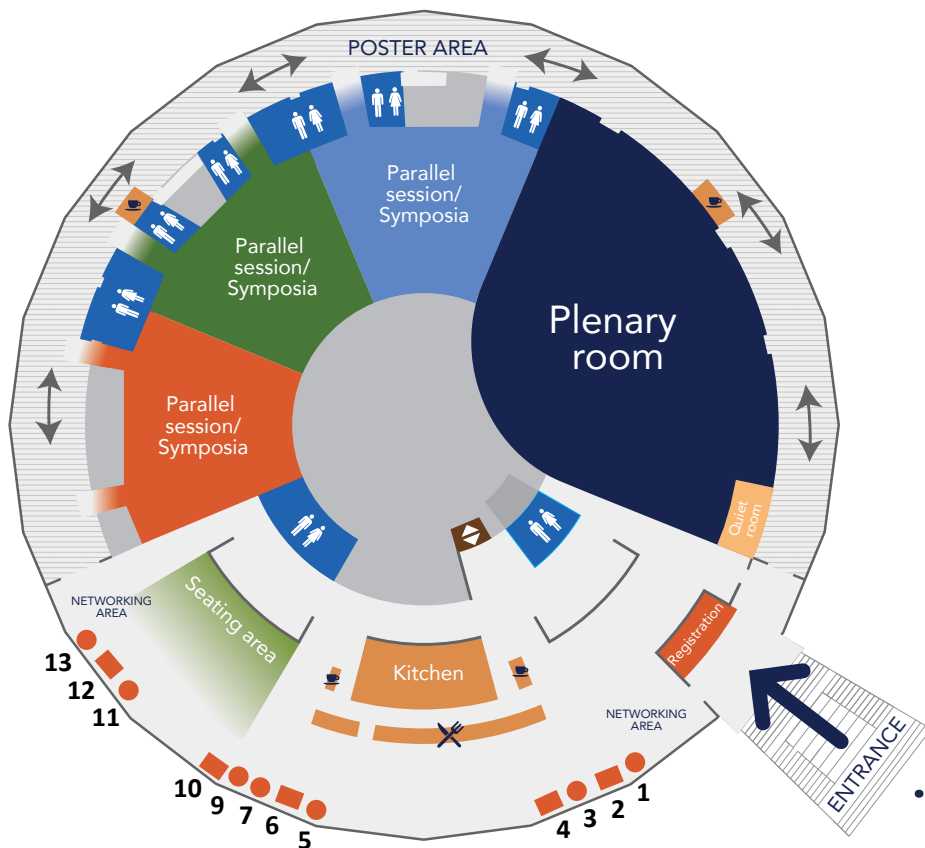 POSTER AREA
Parallel
session/
Symposia
Parallel
session/
Symposia
Plenary
room
Parallel
session/
Symposia
Quiet
room
Seating area
NETWORKING
AREA
Registration
Kitchen
NETWORKING
AREA
ENTRANCE
13
12
11
10
9
7
6
5
4
3
2
1